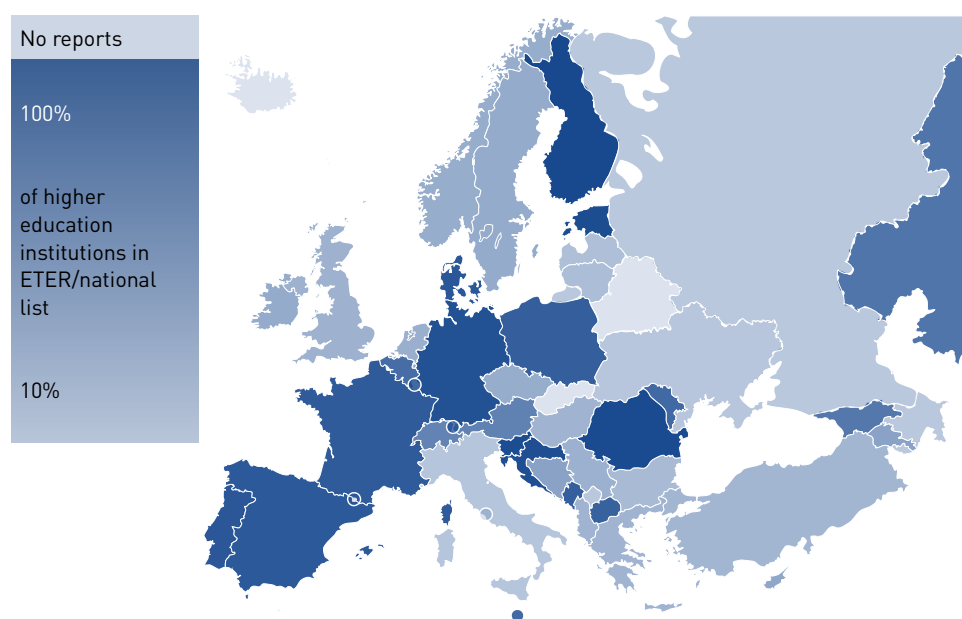 No reports
100%
of higher
education
institutions in
ETER/national
list
10%